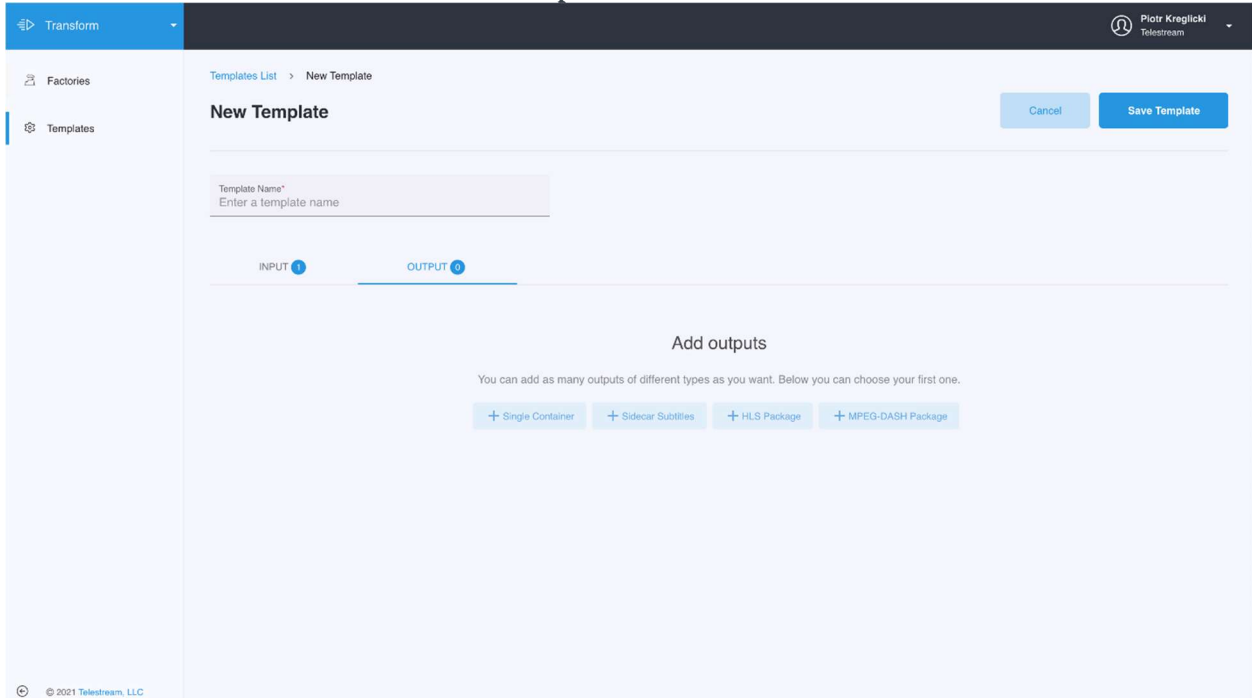 Transform
Piotr Kreglicki
Telestream
Factories
Templates
Templates List > New Template
New Template
Cancel
Save Template
Template Name*
Enter a template name
INPUT 1
OUTPUT 0
Add outputs
You can add as many outputs of different types as you want. Below you can choose your first one.
+ Single Container
+ Sidecar Subtitles
+ HLS Package
+ MPEG-DASH Package
© 2021 Telestream, LLC